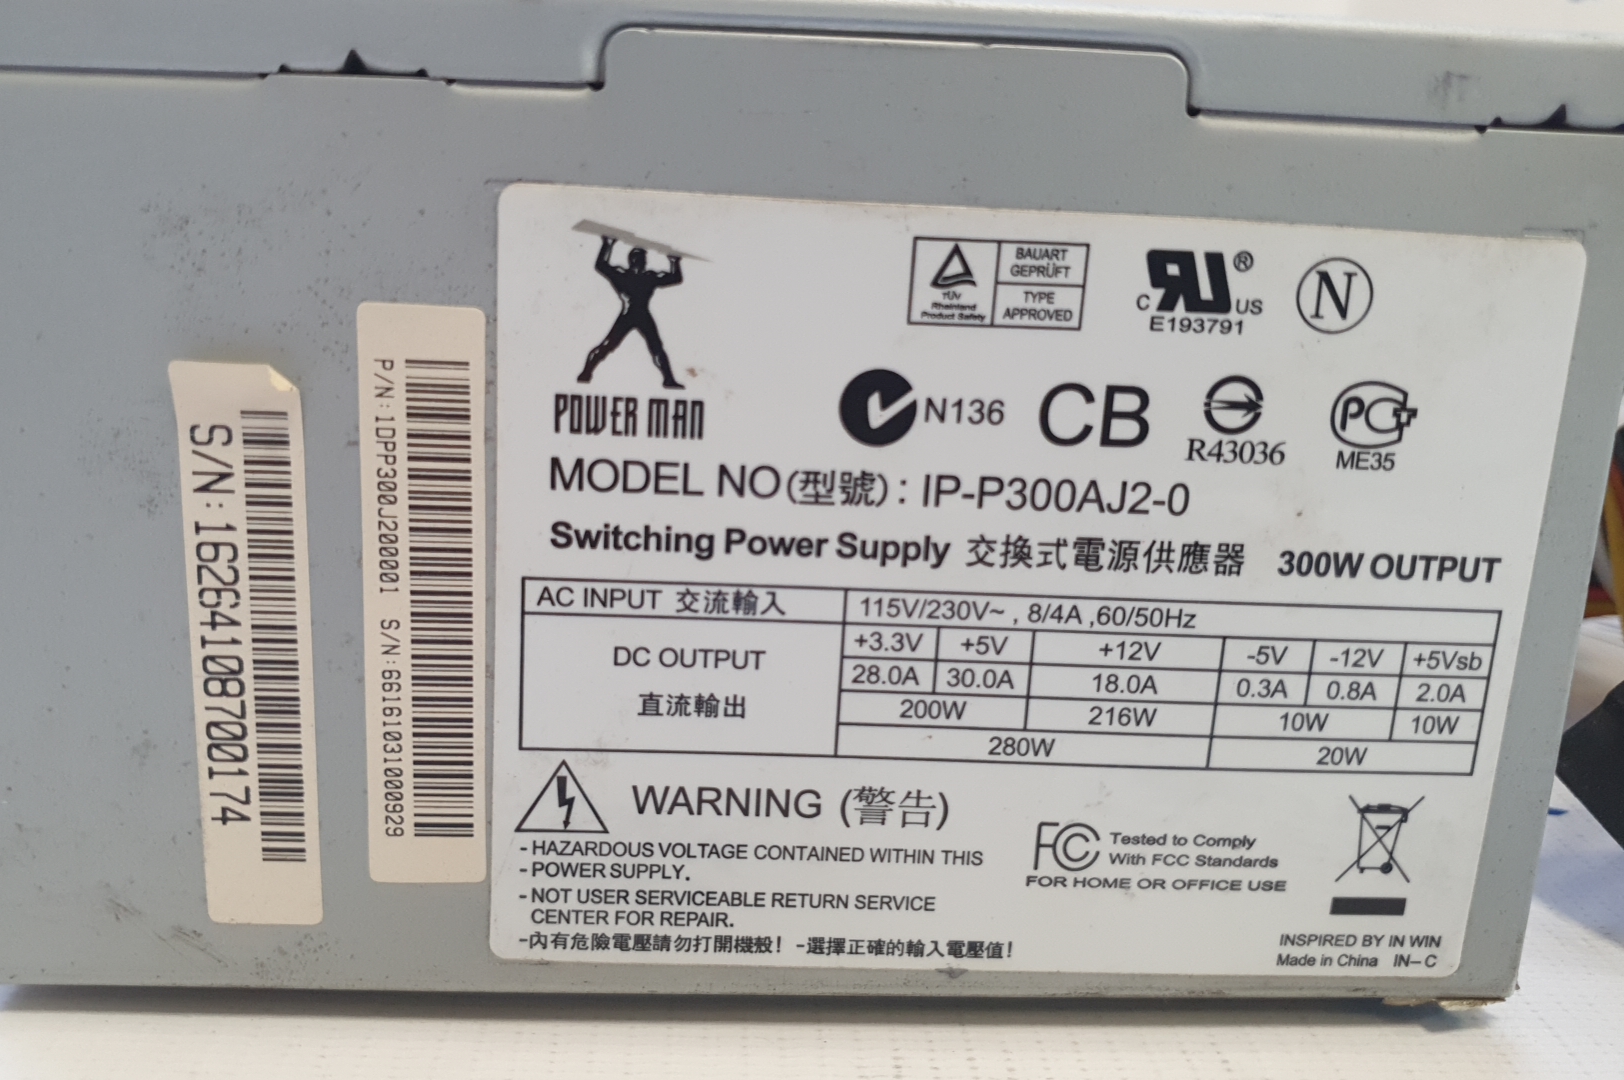 S/N:16264108700174
P/N:1DPP300J200001 S/N:66161031000929
POWER MAN
TÜV
Rheinland
Product Safety
BAUART
GEPRÜFT
TYPE
APPROVED
C RU ® US
E193791
N
N136
CB
R43036
PCT
ME35
MODEL NO(型號): IP-P300AJ2-0
Switching Power Supply 交換式電源供應器 300W OUTPUT
AC INPUT 交流輸入 115V/230V~ , 8/4A ,60/50Hz
DC OUTPUT
直流輸出
+3.3V +5V +12V -5V -12V +5Vsb
28.0A 30.0A 18.0A 0.3A 0.8A 2.0A
200W 216W 10W 10W
280W 20W
WARNING (警告)
- HAZARDOUS VOLTAGE CONTAINED WITHIN THIS
- POWER SUPPLY.
- NOT USER SERVICEABLE RETURN SERVICE
CENTER FOR REPAIR.
-內有危險電壓請勿打開機殼! -選擇正確的輸入電壓值!
FC Tested to Comply
With FCC Standards
FOR HOME OR OFFICE USE
INSPIRED BY IN WIN
Made in China IN-C